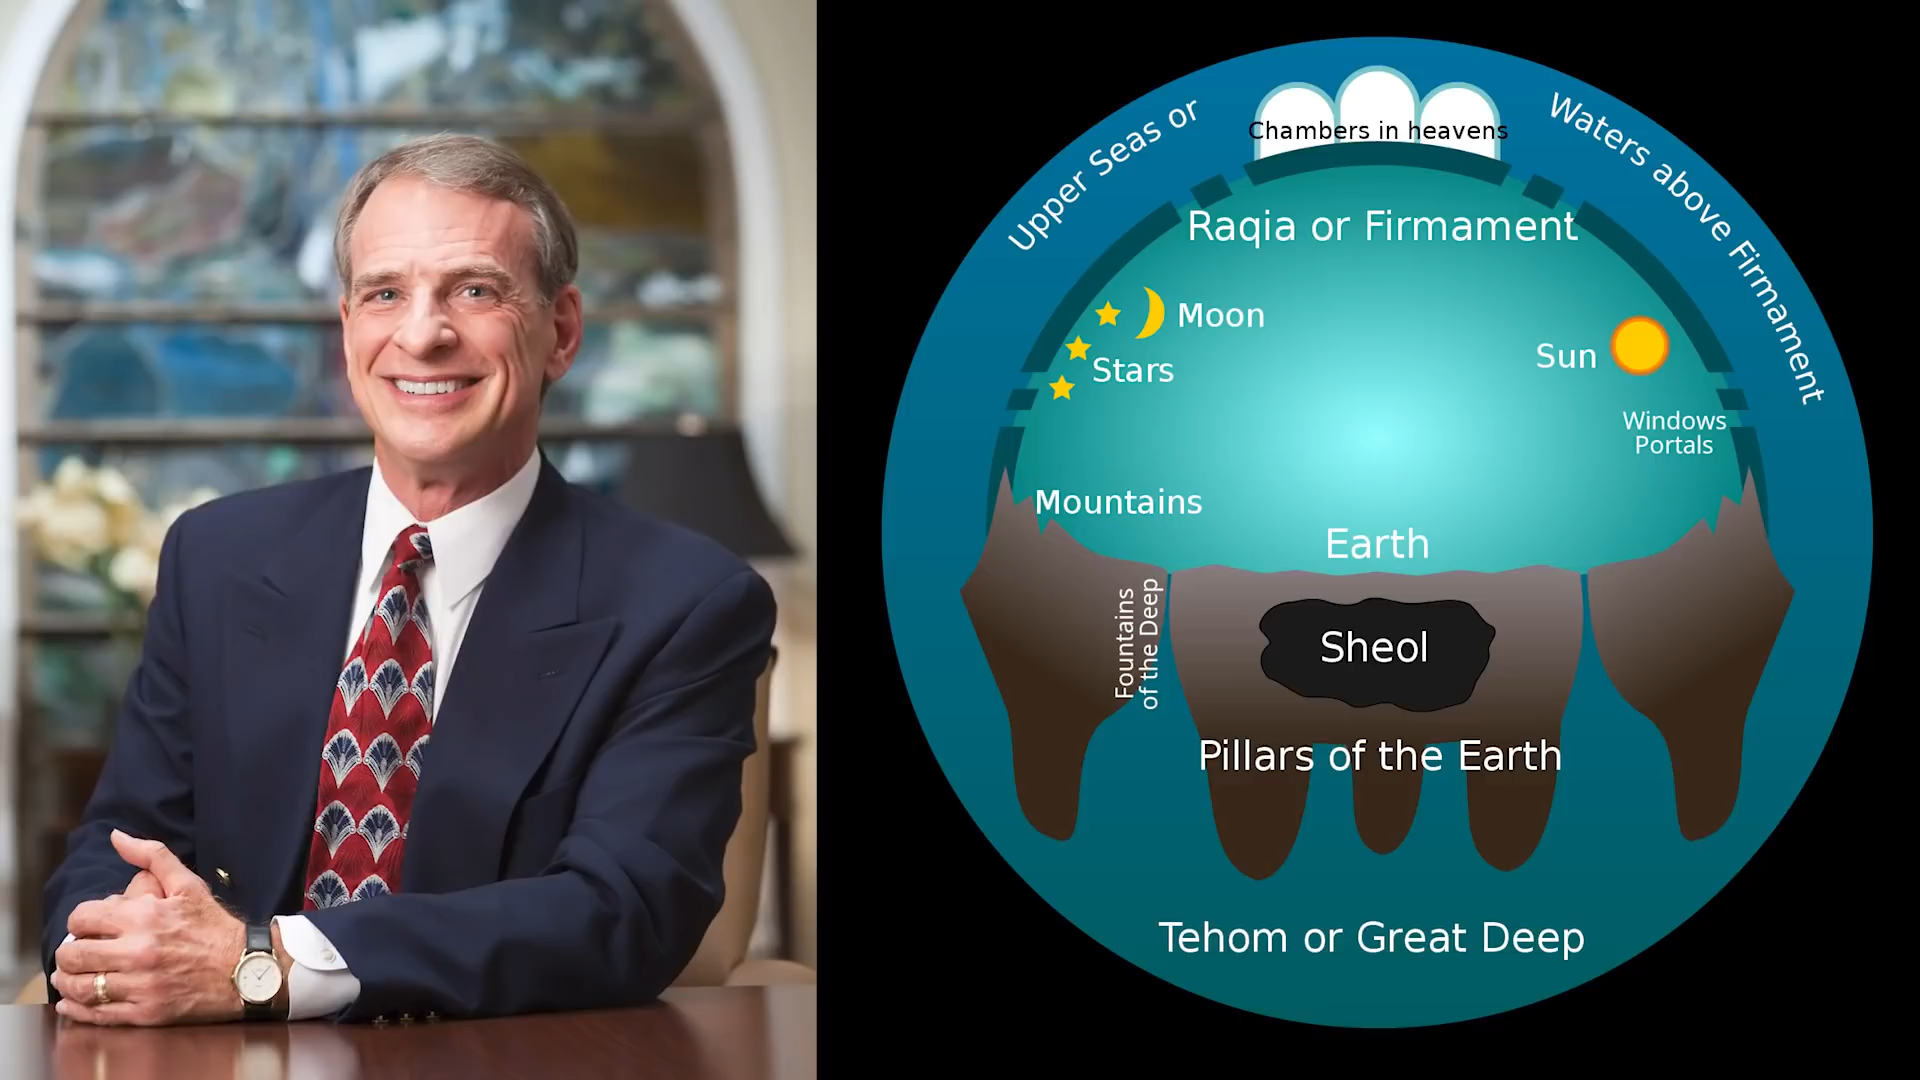 Chambers in heavens
Upper Seas or
Waters above Firmament
Raqia or Firmament
Moon
Stars
Sun
Windows
Portals
Mountains
Earth
Fountains
of the Deep
Sheol
Pillars of the Earth
Tehom or Great Deep